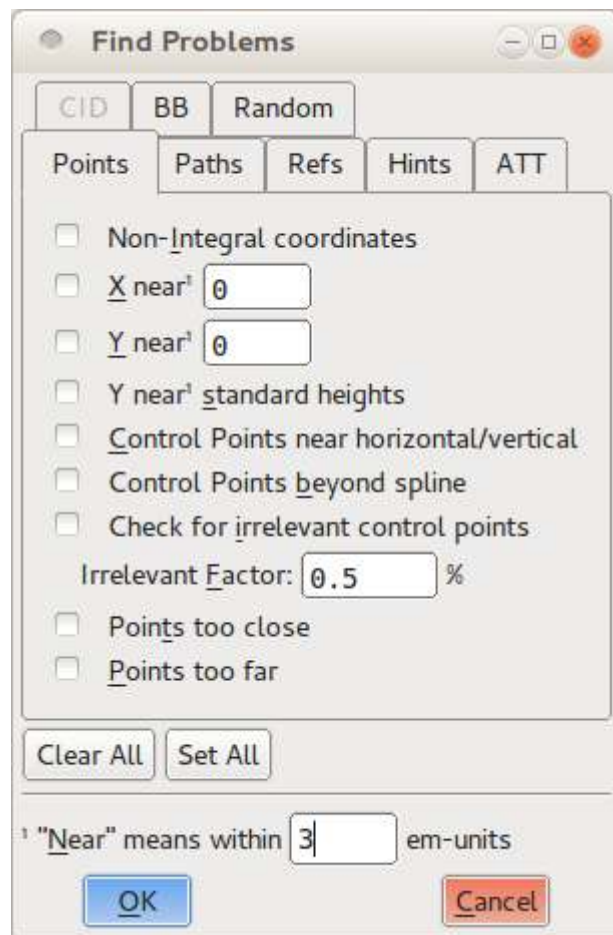 Find Problems
CID BB Random
Points Paths Refs Hints ATT
Non-Integral coordinates
X near¹ 0
Y near¹ 0
Y near¹ standard heights
Control Points near horizontal/vertical
Control Points beyond spline
Check for irrelevant control points
Irrelevant Factor: 0.5 %
Points too close
Points too far
Clear All Set All
¹ "Near" means within 3 em-units
OK Cancel